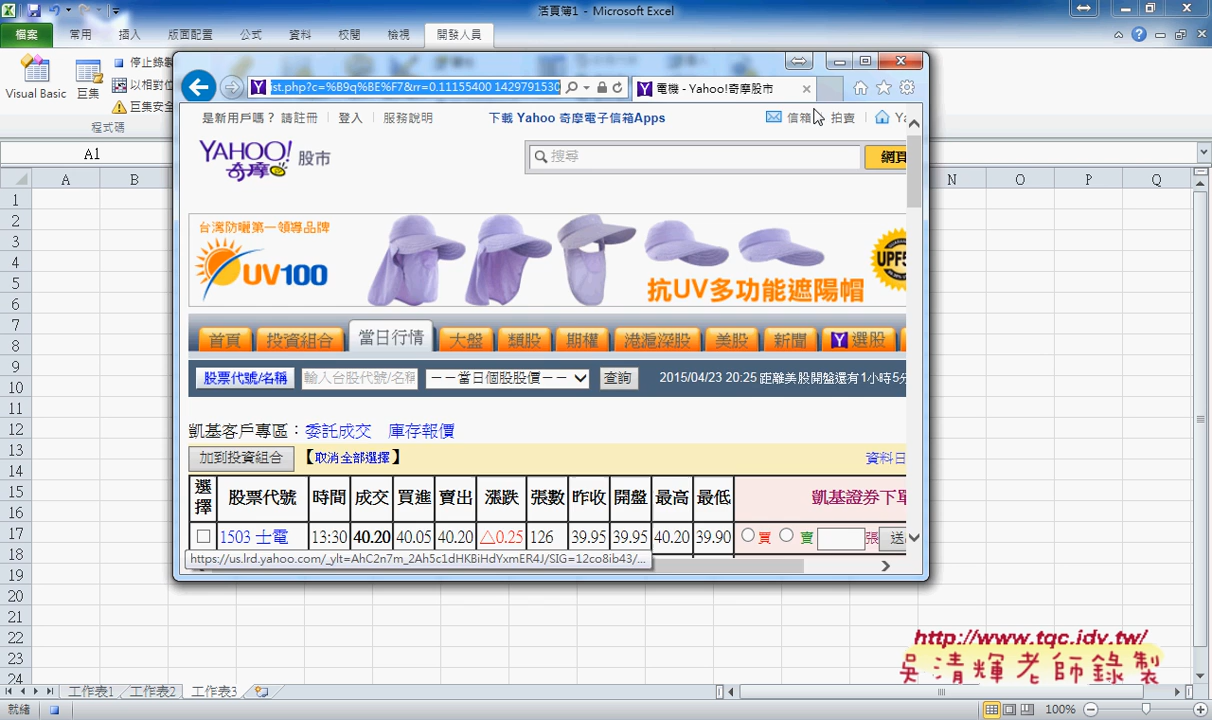 活頁簿1 - Microsoft Excel
檔案 常用 插入 版面配置 公式 資料 校閱 檢視 開發人員
Visual Basic 巨集 停止錄製
以相對位
巨集安全
程式碼
st.php?c=%B9q%BE%F7&rr=0.11155400 1429791530
電機 - Yahoo!奇摩股市
是新用戶嗎？ 請註冊 登入 服務說明 下載 Yahoo 奇摩電子信箱Apps 信箱 拍賣 Y
YAHOO! 奇摩 股市 搜尋 網頁
台灣防曬第一領導品牌
UV100
抗UV多功能遮陽帽
首頁 投資組合 當日行情 大盤 類股 期權 港滬深股 美股 新聞 選股
股票代號/名稱 輸入台股代號/名稱 －－當日個股股價－－ 查詢 2015/04/23 20:25 距離美股開盤還有1小時5分
凱基客戶專區：委託成交 庫存報價
加到投資組合 【取消全部選擇】 資料日
選擇 股票代號 時間 成交 買進 賣出 漲跌 張數 昨收 開盤 最高 最低 凱基證券下單
1503 士電 13:30 40.20 40.05 40.20 △0.25 126 39.95 39.95 40.20 39.90 買 賣 張 送
https://us.lrd.yahoo.com/_ylt=AhC2n7m_2Ah5c1dHKBiHdYxmER4J/SIG=12co8ib43/...
A1
A B N O P Q
1
2
3
4
5
6
7
8
9
10
11
12
13
14
15
16
17
18
19
20
21
22
23
24
http://www.tqc.idv.tw/
吳清輝老師錄製
工作表1 工作表2 工作表3
就緒 100%